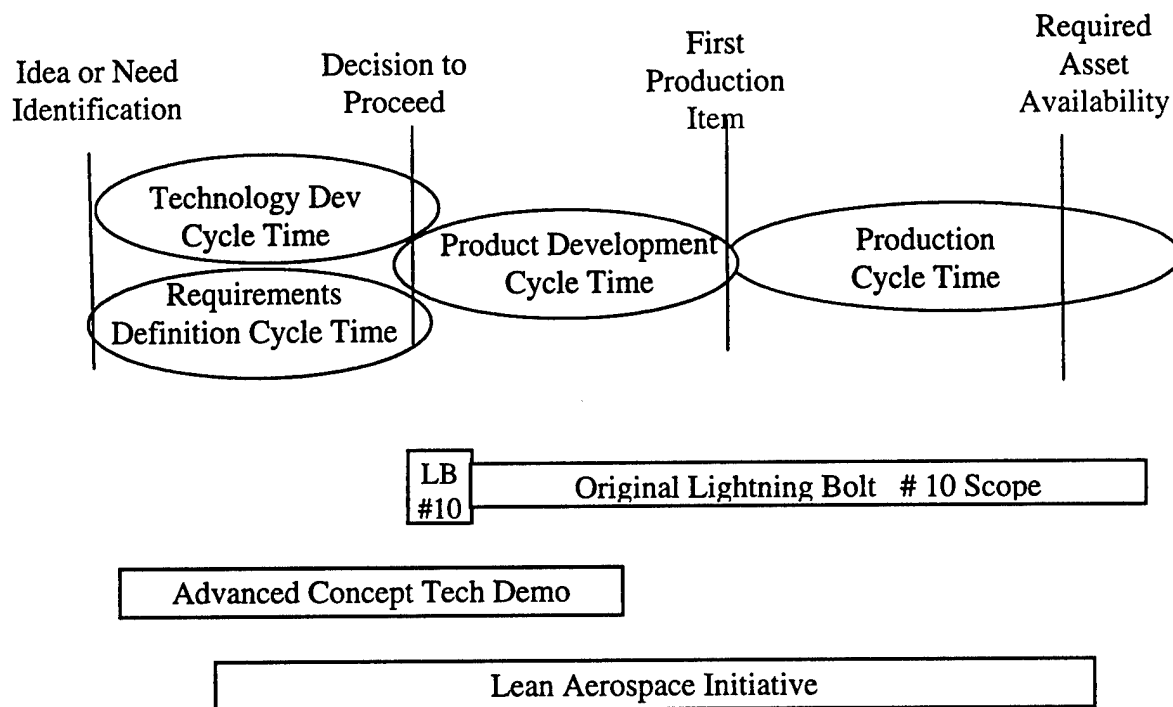 Idea or Need
Identification
Decision to
Proceed
First
Production
Item
Required
Asset
Availability
Technology Dev
Cycle Time
Requirements
Definition Cycle Time
Product Development
Cycle Time
Production
Cycle Time
LB
#10
Original Lightning Bolt # 10 Scope
Advanced Concept Tech Demo
Lean Aerospace Initiative